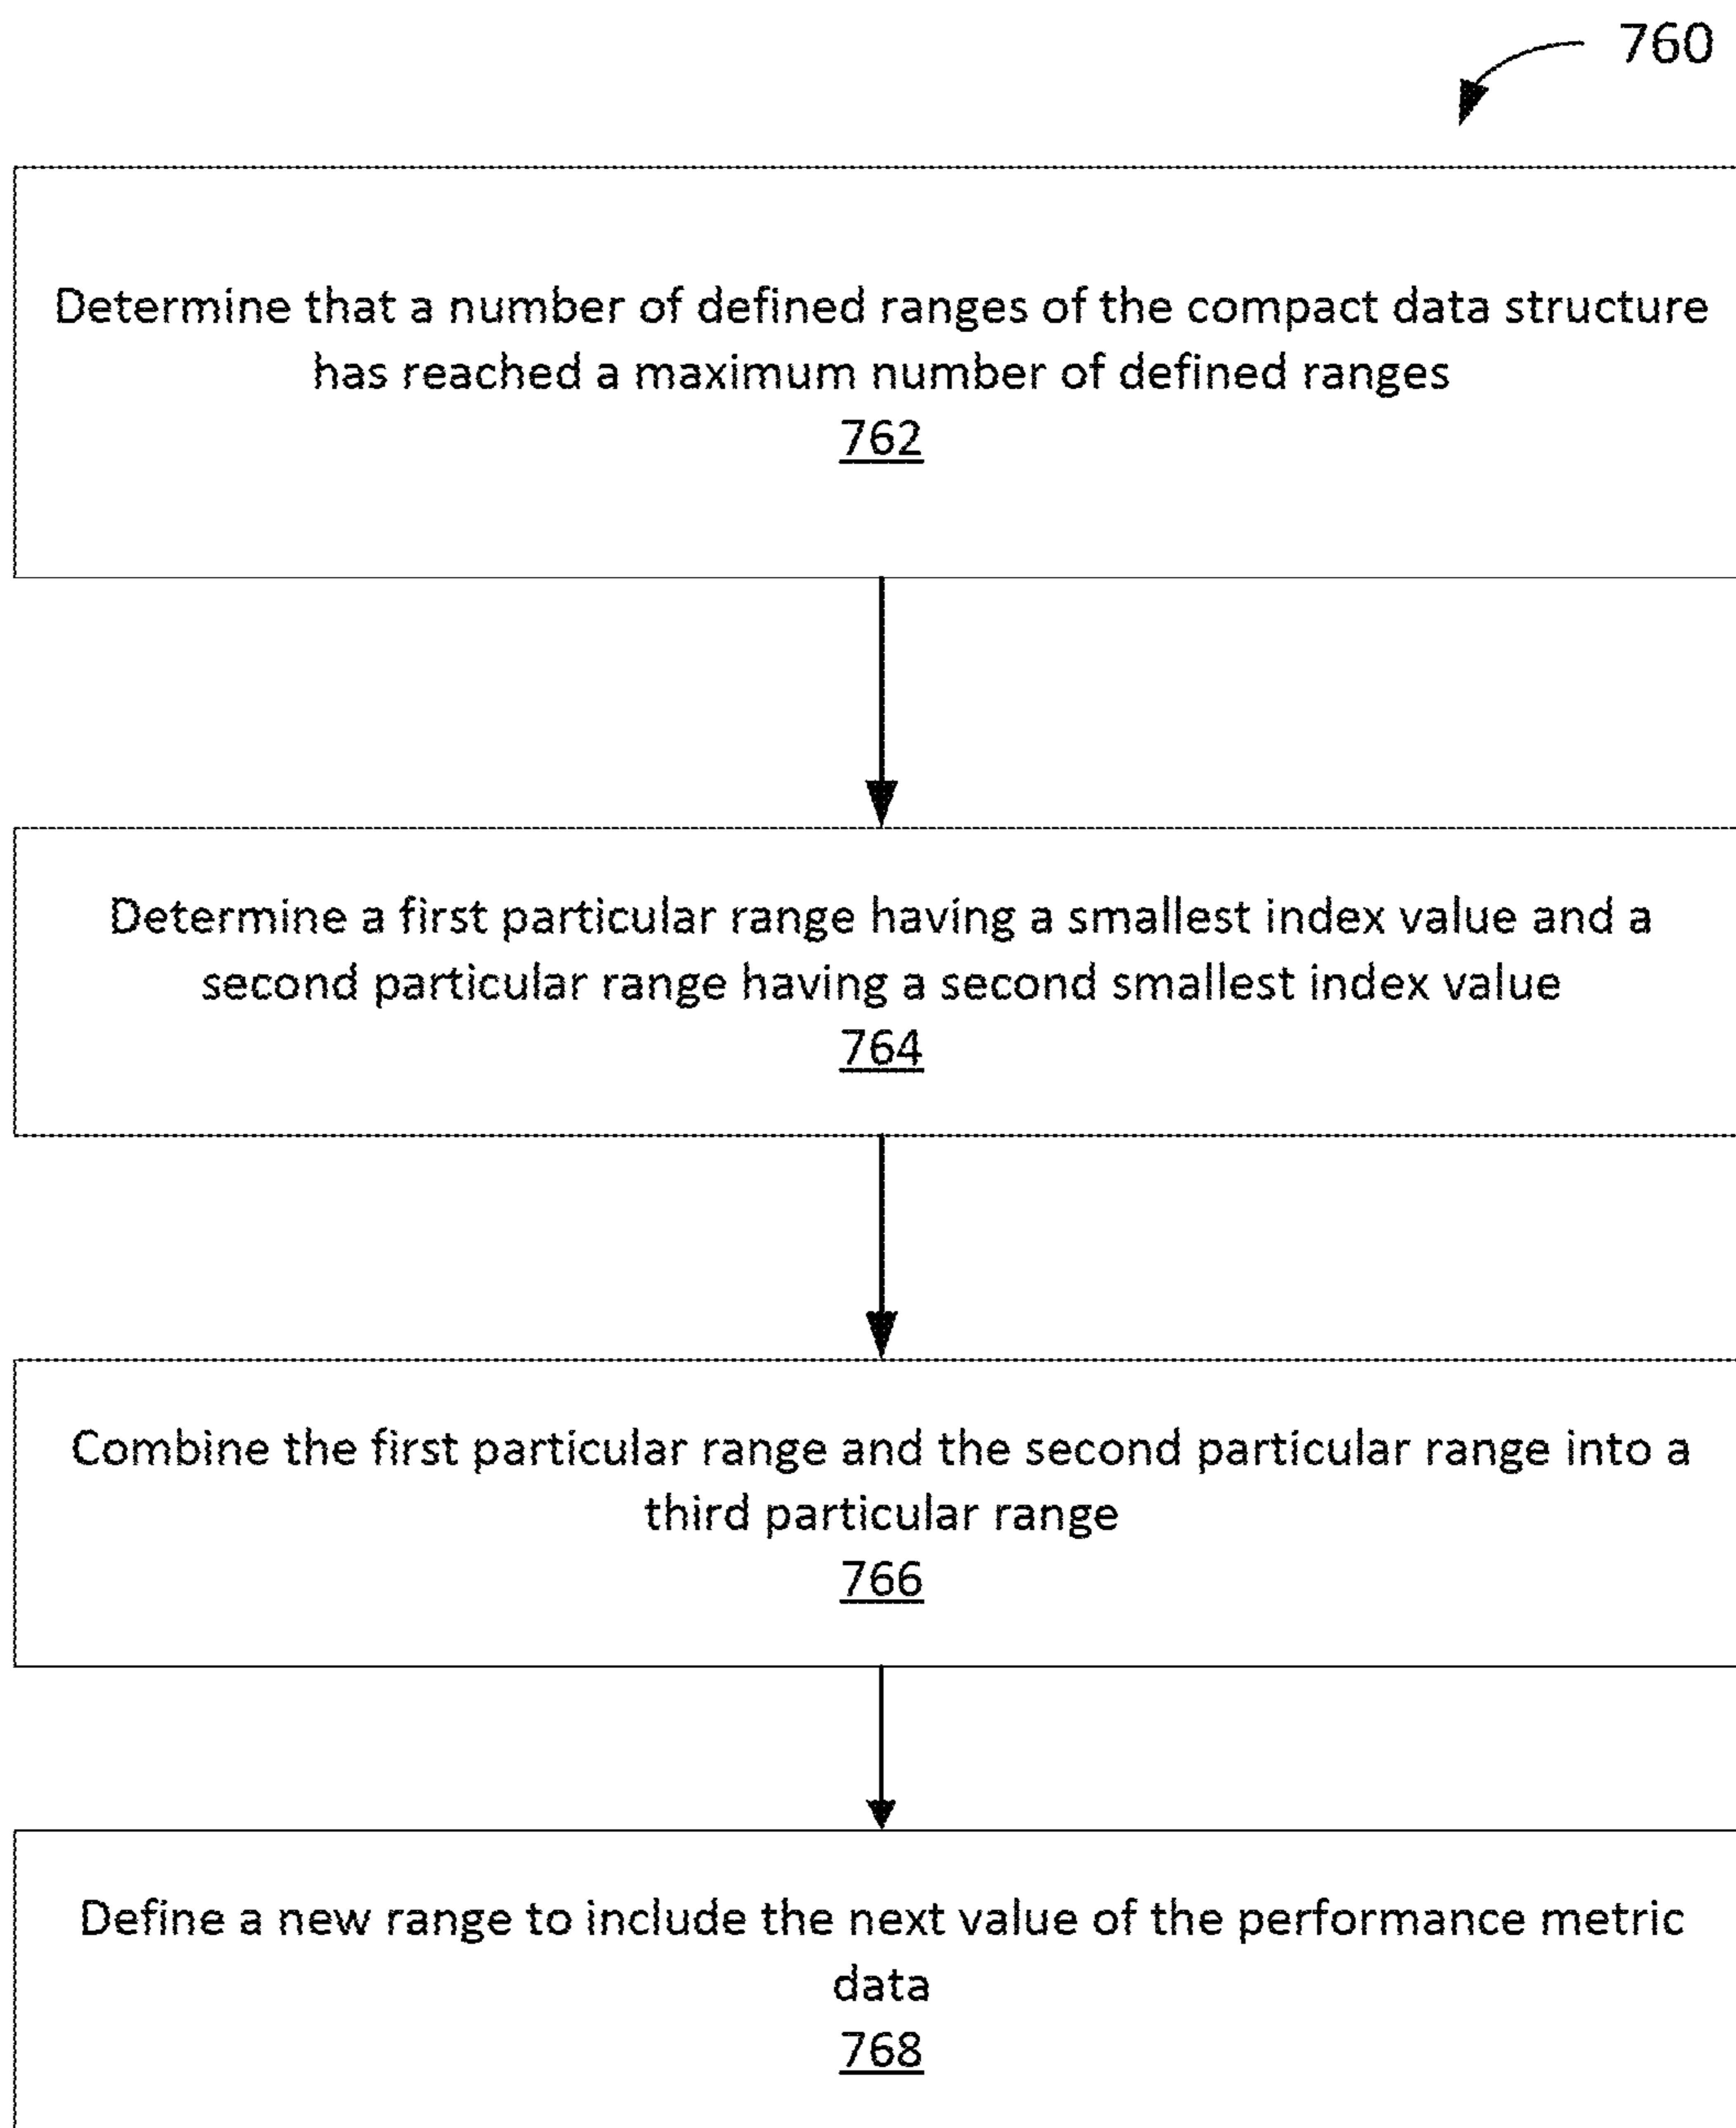 760
Determine that a number of defined ranges of the compact data structure
has reached a maximum number of defined ranges
762
Determine a first particular range having a smallest index value and a
second particular range having a second smallest index value
764
Combine the first particular range and the second particular range into a
third particular range
766
Define a new range to include the next value of the performance metric
data
768